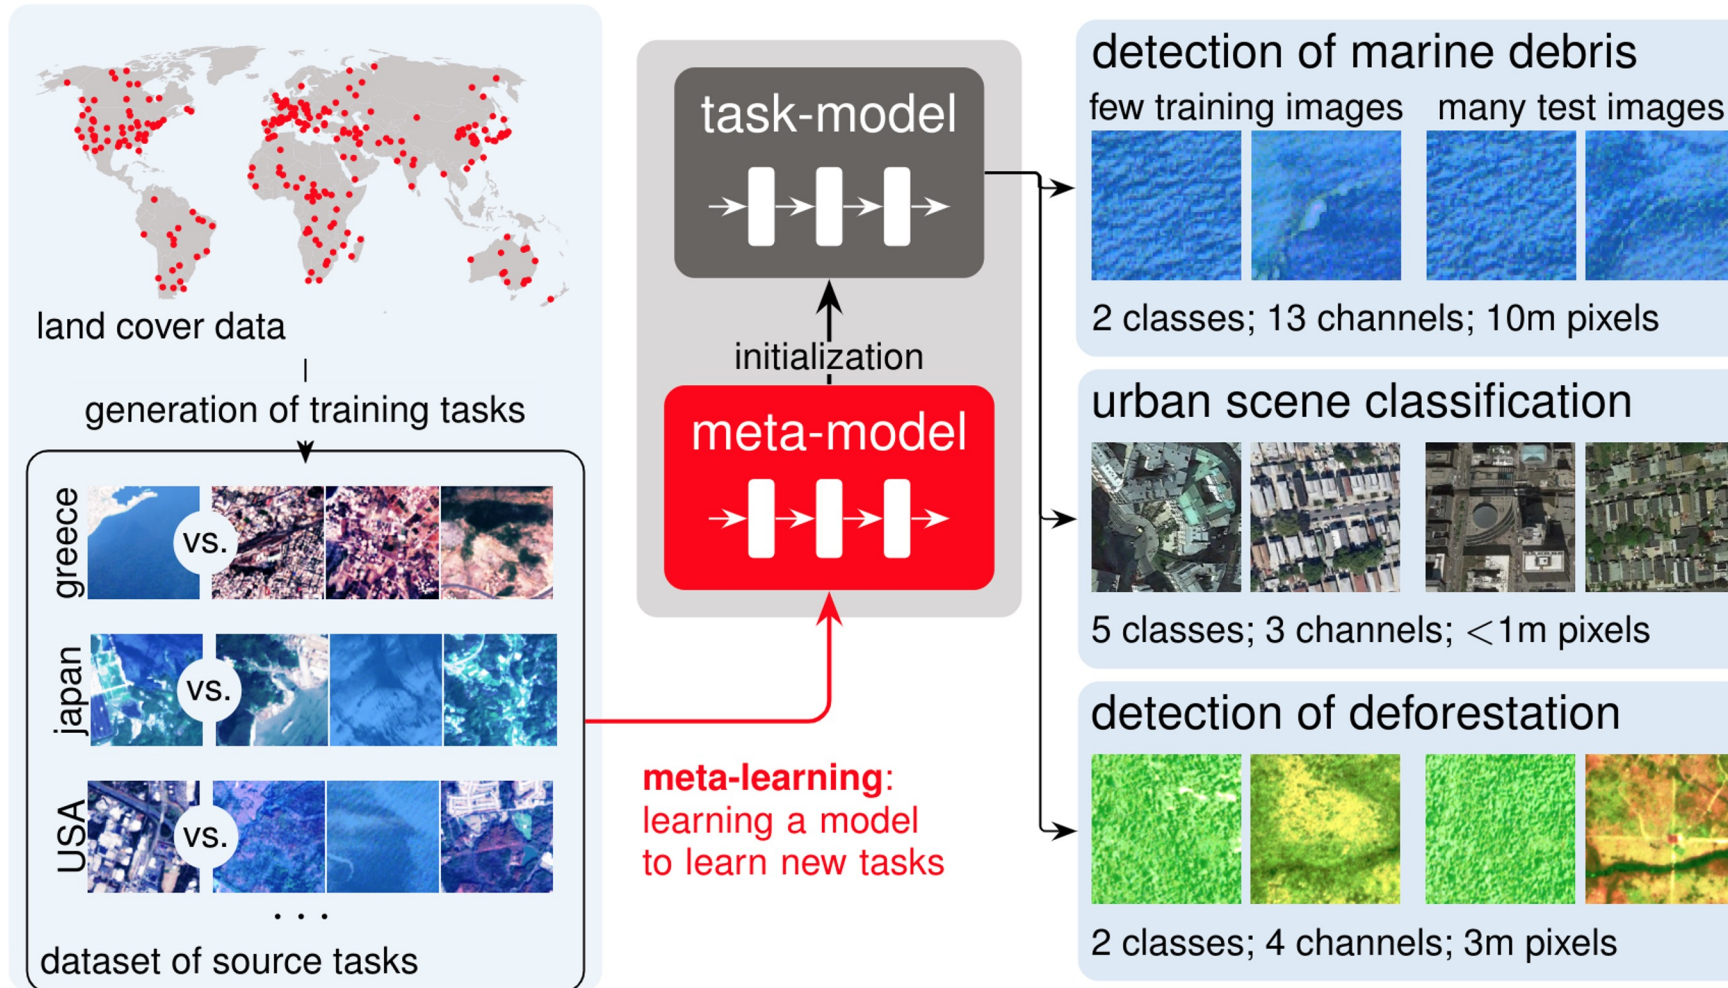 land cover data
generation of training tasks
greece
vs.
japan
vs.
USA
vs.
. . .
dataset of source tasks
task-model
initialization
meta-model
meta-learning:
learning a model
to learn new tasks
detection of marine debris
few training images many test images
2 classes; 13 channels; 10m pixels
urban scene classification
5 classes; 3 channels; <1m pixels
detection of deforestation
2 classes; 4 channels; 3m pixels